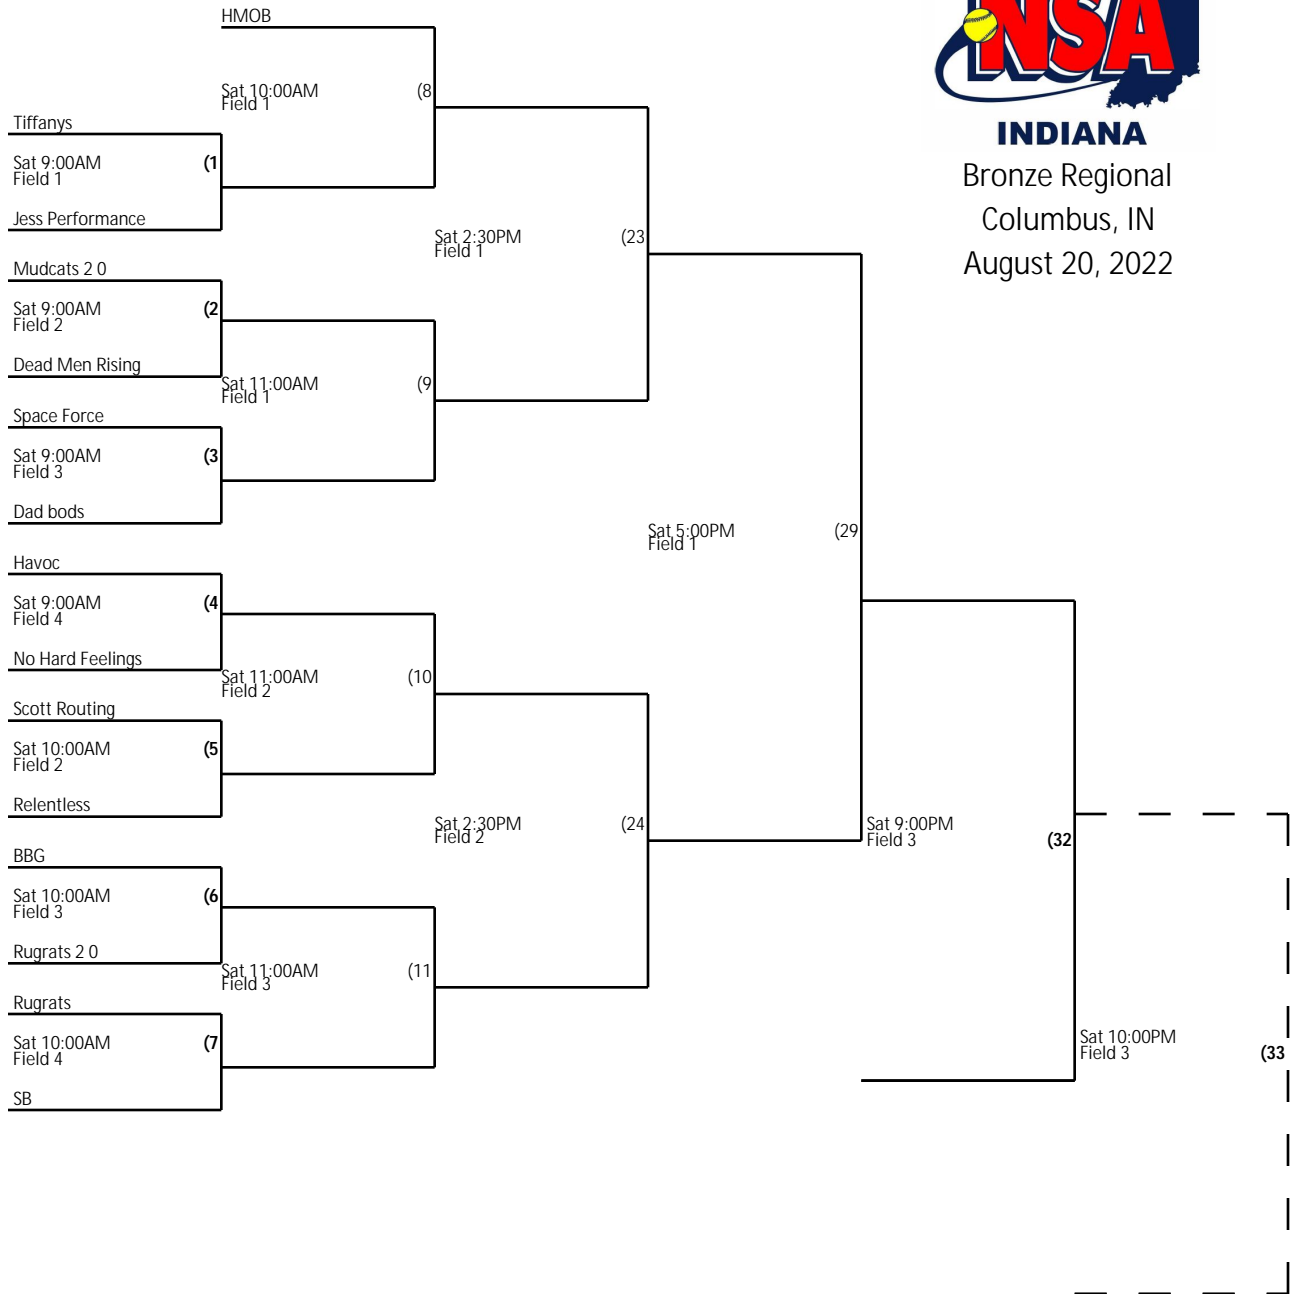 HMOB
Sat 10:00AM (8
Field 1
Tiffanys
Sat 9:00AM (1
Field 1
Jess Performance
Sat 2:30PM (23
Field 1
Mudcats 2 0
Sat 9:00AM (2
Field 2
Dead Men Rising
Sat 11:00AM (9
Field 1
Space Force
Sat 9:00AM (3
Field 3
Dad bods
Sat 5:00PM (29
Field 1
Havoc
Sat 9:00AM (4
Field 4
No Hard Feelings
Sat 11:00AM (10
Field 2
Scott Routing
Sat 10:00AM (5
Field 2
Relentless
Sat 2:30PM (24
Field 2
Sat 9:00PM (32
Field 3
BBG
Sat 10:00AM (6
Field 3
Rugrats 2 0
Sat 11:00AM (11
Field 3
Rugrats
Sat 10:00AM (7
Field 4
SB
Sat 10:00PM (33
Field 3
NSA
INDIANA
Bronze Regional
Columbus, IN
August 20, 2022